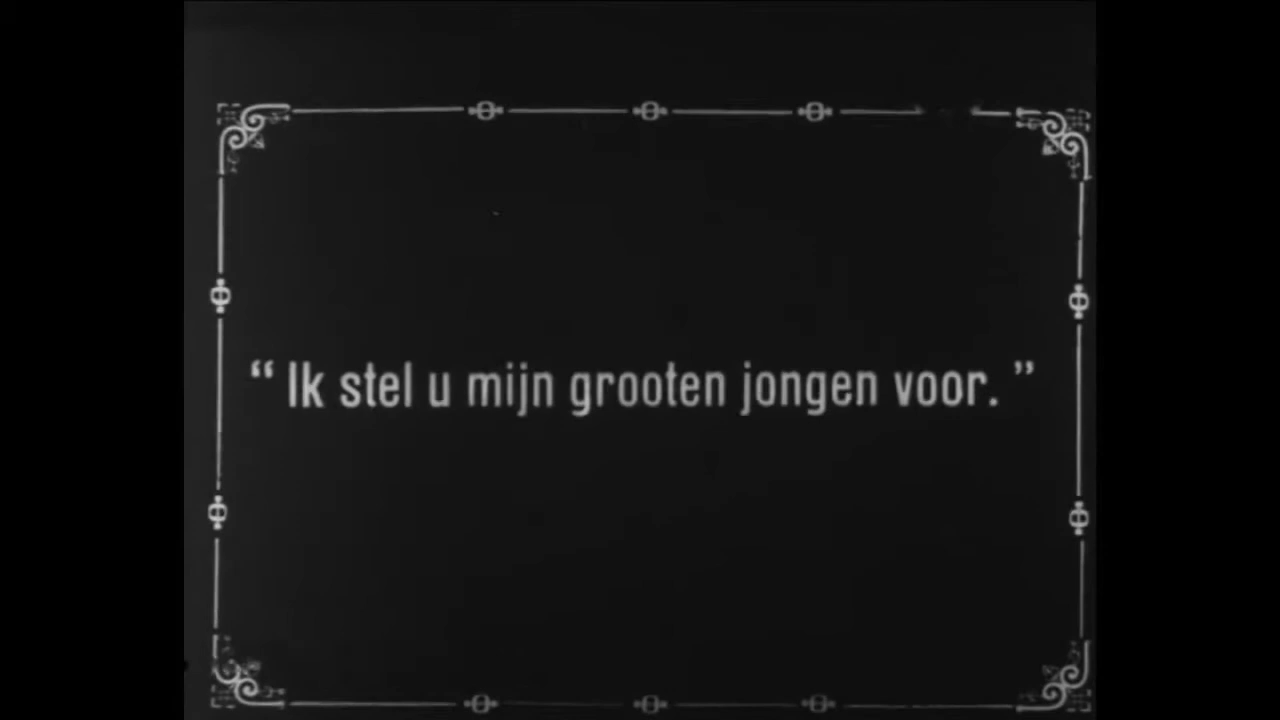 “ Ik stel u mijn grooten jongen voor. ”